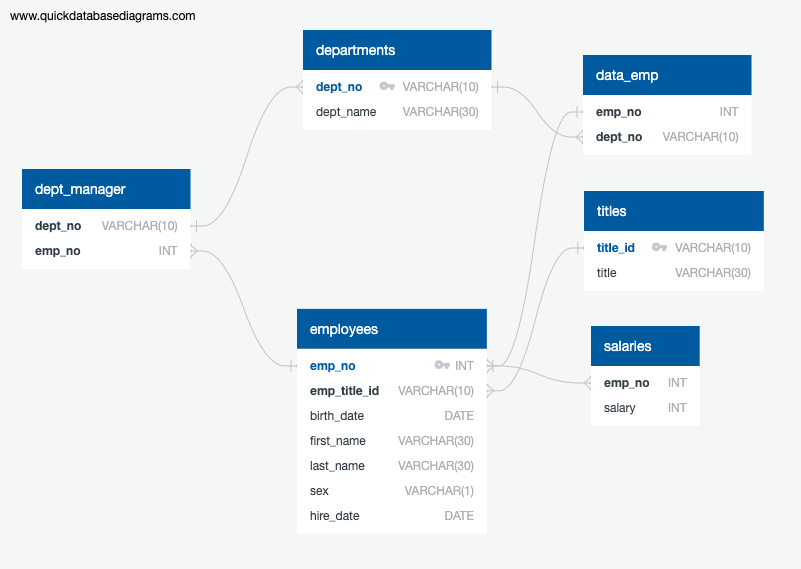 www.quickdatabasediagrams.com
departments
dept_no VARCHAR(10)
dept_name VARCHAR(30)
data_emp
emp_no INT
dept_no VARCHAR(10)
dept_manager
dept_no VARCHAR(10)
emp_no INT
titles
title_id VARCHAR(10)
title VARCHAR(30)
employees
emp_no INT
emp_title_id VARCHAR(10)
birth_date DATE
first_name VARCHAR(30)
last_name VARCHAR(30)
sex VARCHAR(1)
hire_date DATE
salaries
emp_no INT
salary INT